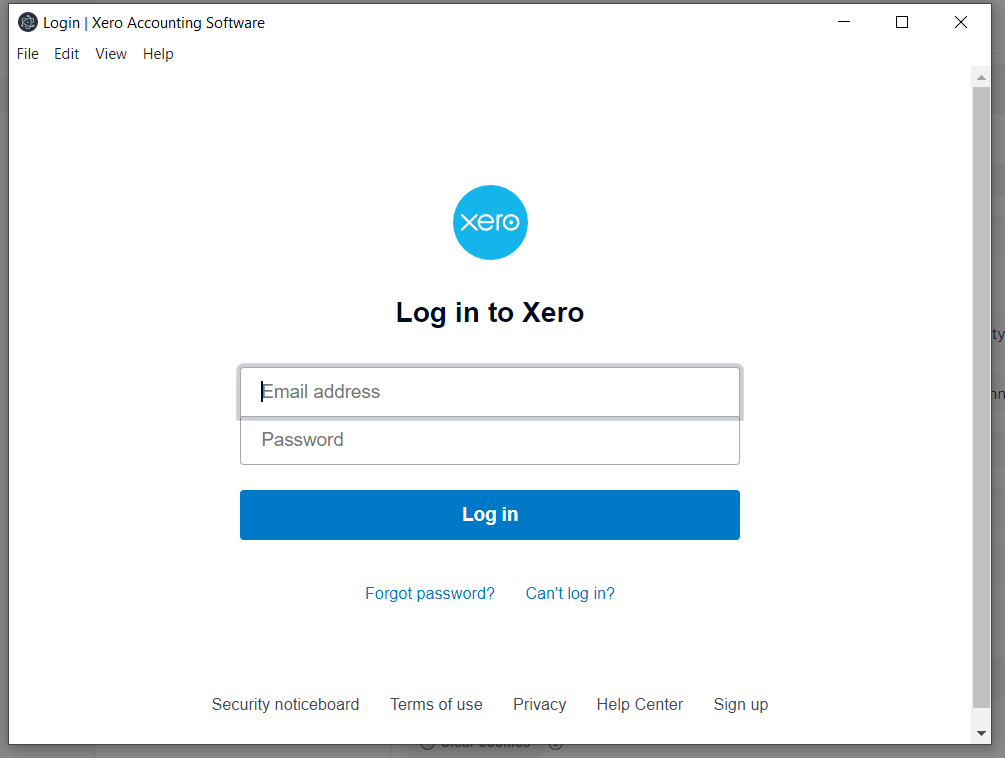 Login | Xero Accounting Software
File Edit View Help
xero
Log in to Xero
Email address
Password
Log in
Forgot password? Can't log in?
Security noticeboard Terms of use Privacy Help Center Sign up